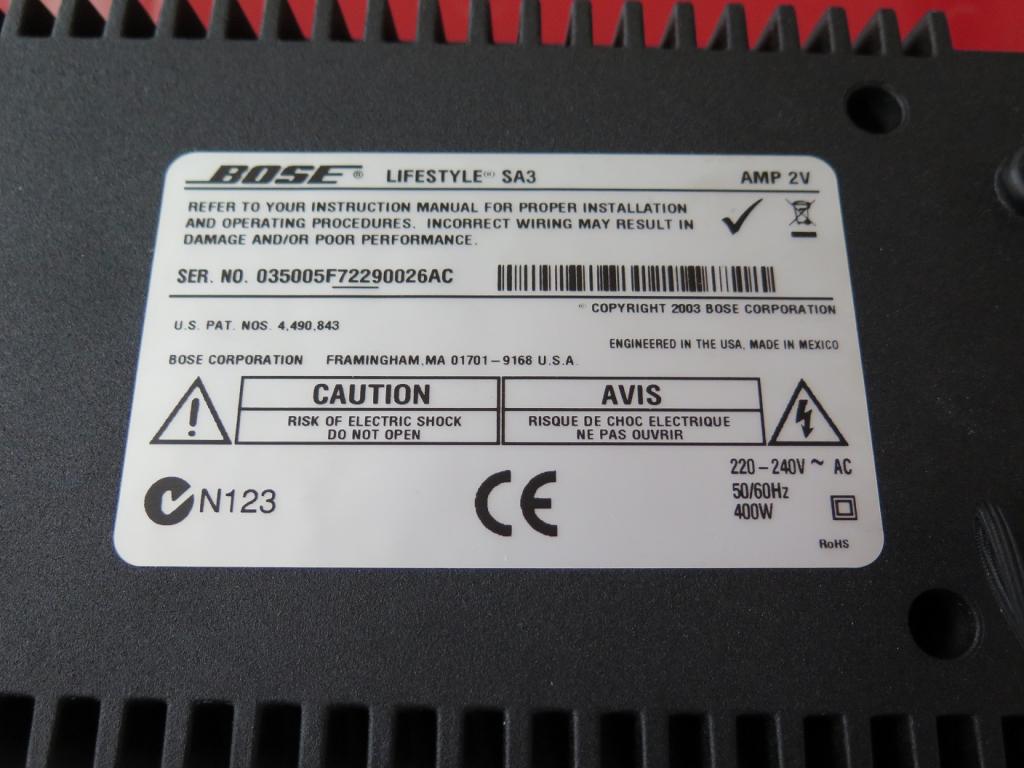 BOSE® LIFESTYLE® SA3 AMP 2V
REFER TO YOUR INSTRUCTION MANUAL FOR PROPER INSTALLATION
AND OPERATING PROCEDURES. INCORRECT WIRING MAY RESULT IN
DAMAGE AND/OR POOR PERFORMANCE.
SER. NO. 035005F72290026AC
© COPYRIGHT 2003 BOSE CORPORATION
U.S. PAT. NOS. 4,490,843
ENGINEERED IN THE USA, MADE IN MEXICO
BOSE CORPORATION FRAMINGHAM,MA 01701-9168 U.S.A.
CAUTION
RISK OF ELECTRIC SHOCK
DO NOT OPEN
AVIS
RISQUE DE CHOC ELECTRIQUE
NE PAS OUVRIR
N123
CE
220-240V ~ AC
50/60Hz
400W
RoHS